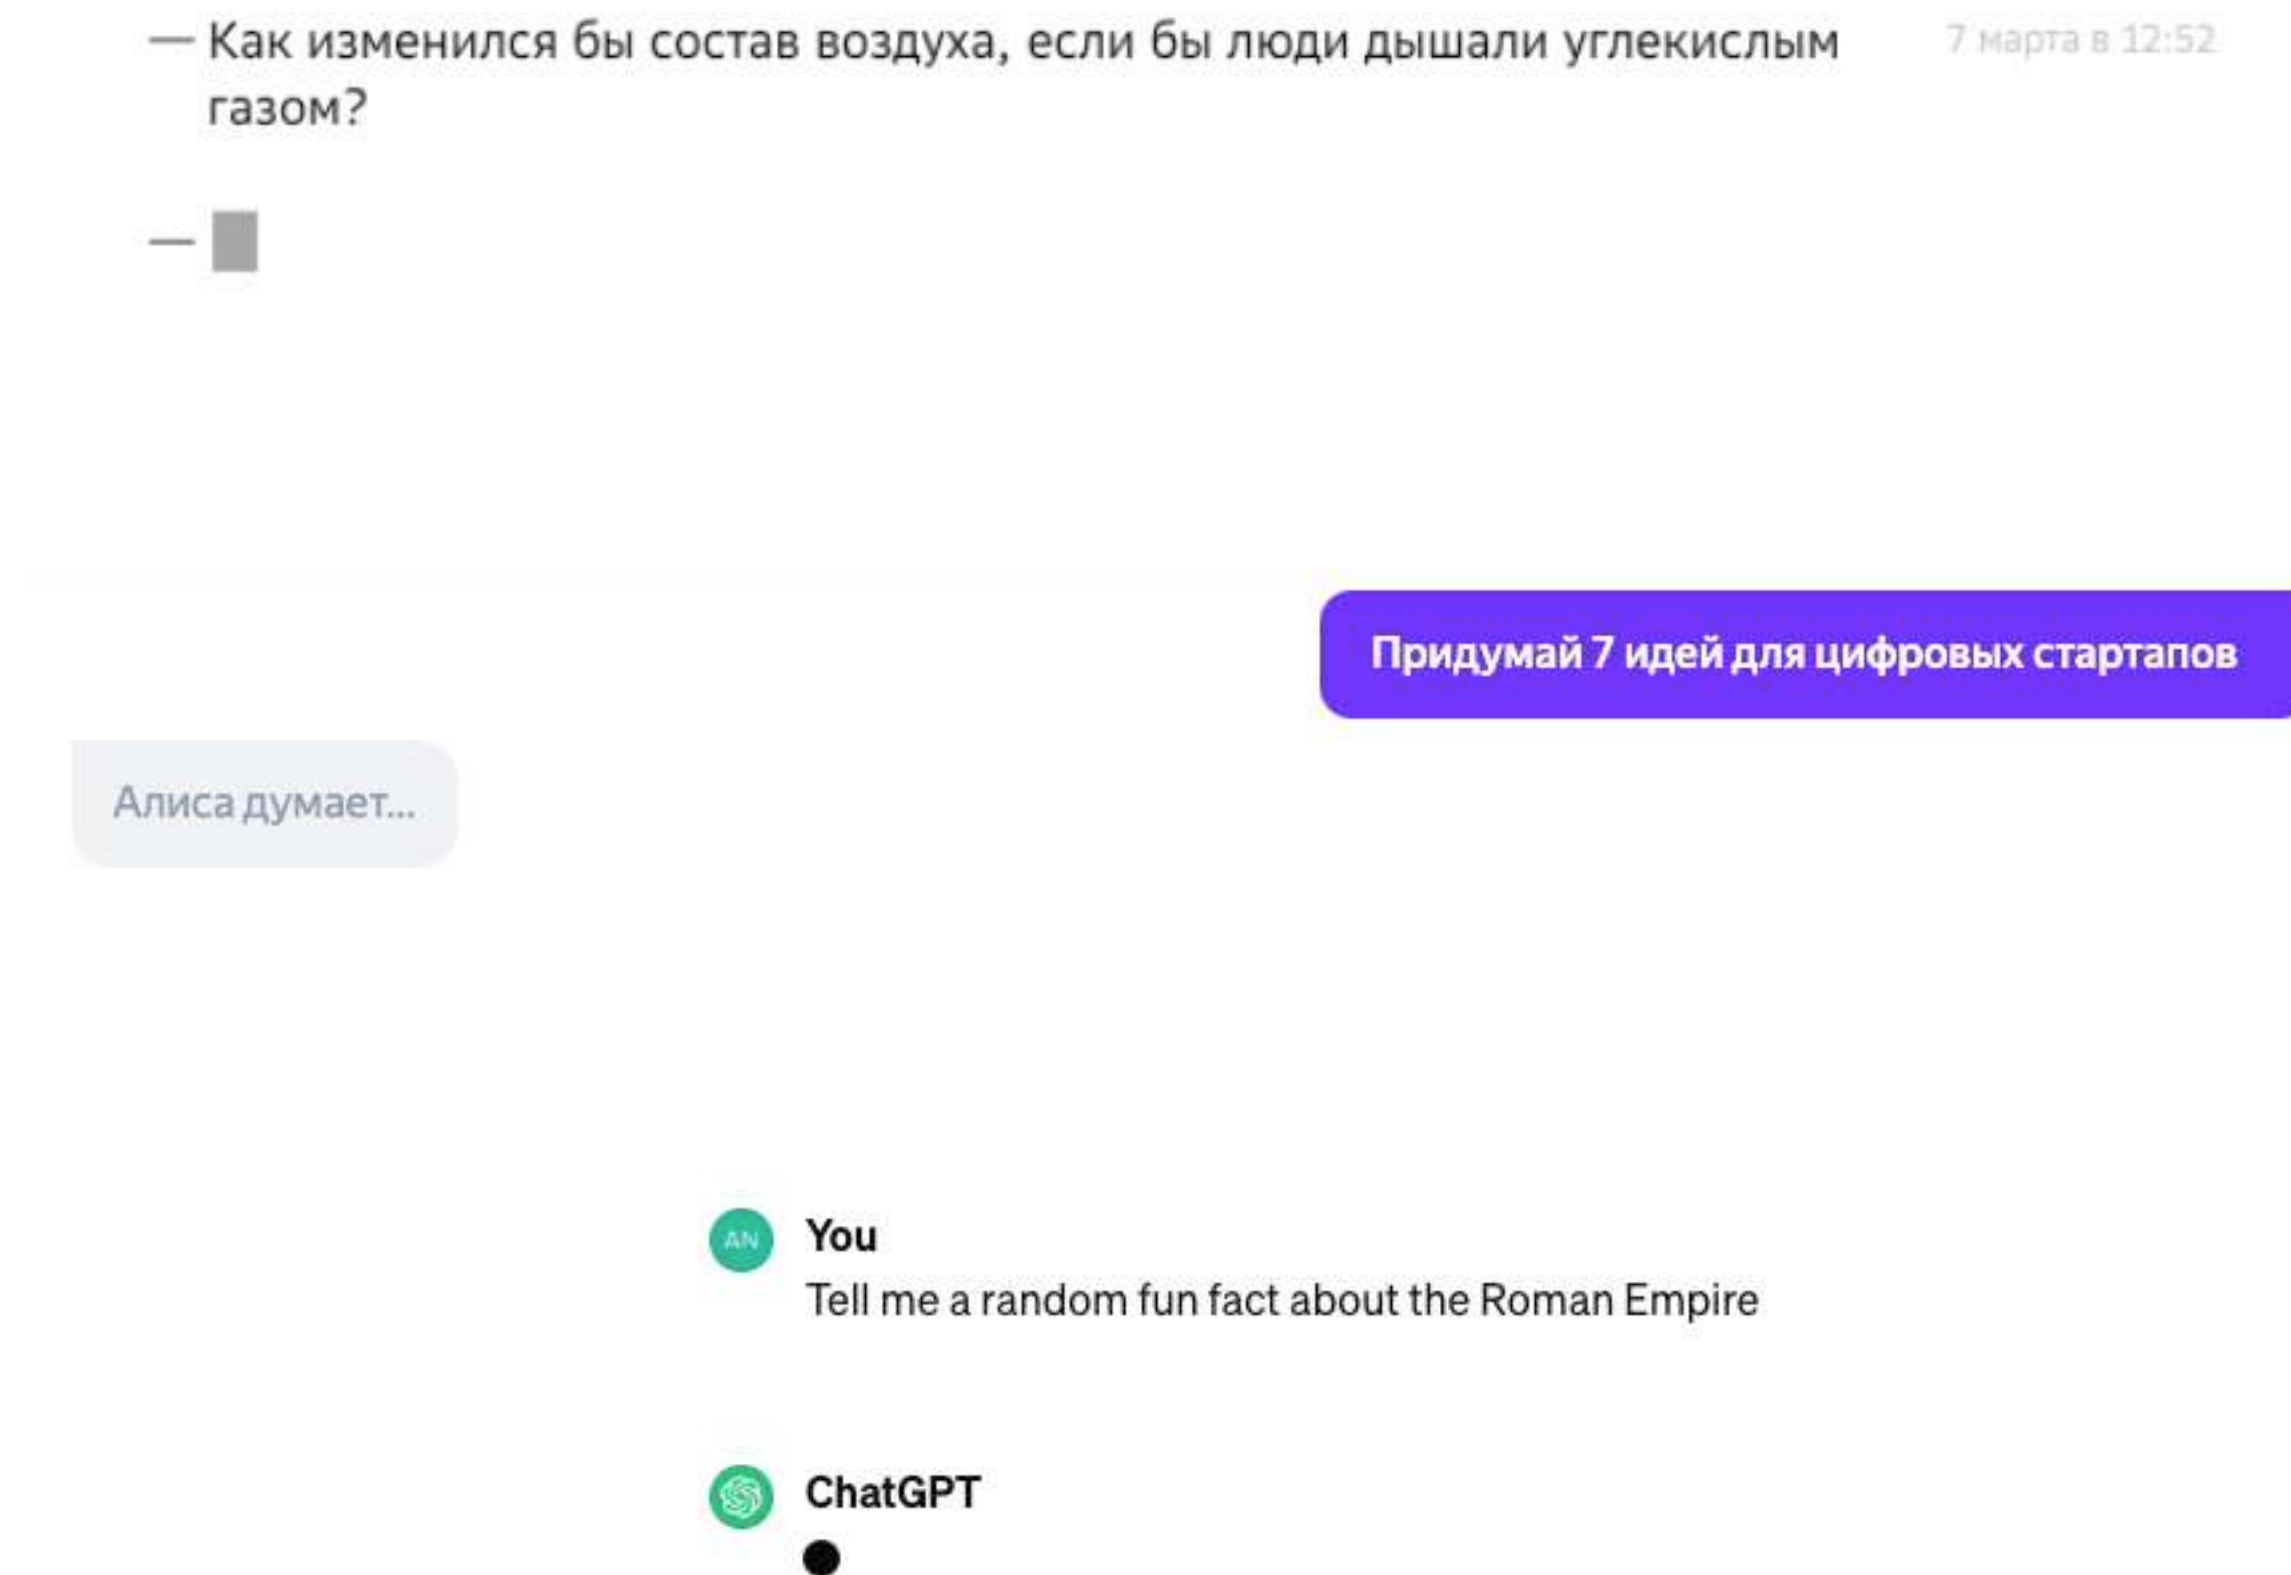 — Как изменился бы состав воздуха, если бы люди дышали углекислым
газом?
7 марта в 12:52
—
Придумай 7 идей для цифровых стартапов
Алиса думает...
AN
You
Tell me a random fun fact about the Roman Empire
ChatGPT